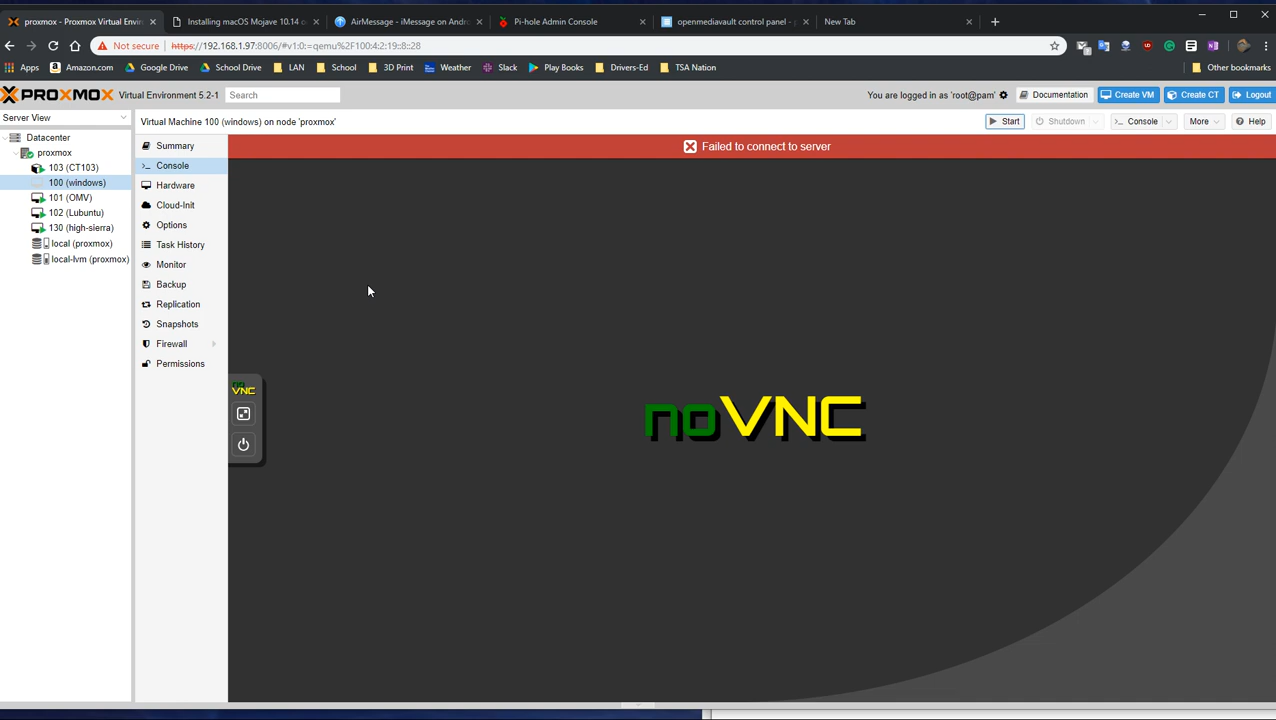 proxmox - Proxmox Virtual Envir
Installing macOS Mojave 10.14 o
AirMessage - iMessage on Andro
Pi-hole Admin Console
openmediavault control panel - p
New Tab
Not secure
https://192.168.1.97:8006/#v1:0:=qemu%2F100:4:2:19:8::28
Apps
Amazon.com
Google Drive
School Drive
LAN
School
3D Print
Weather
Slack
Play Books
Drivers-Ed
TSA Nation
Other bookmarks
PROXMOX
Virtual Environment 5.2-1
Search
You are logged in as 'root@pam'
Documentation
Create VM
Create CT
Logout
Server View
Virtual Machine 100 (windows) on node 'proxmox'
Start
Shutdown
Console
More
Help
Datacenter
proxmox
103 (CT103)
100 (windows)
101 (OMV)
102 (Lubuntu)
130 (high-sierra)
local (proxmox)
local-lvm (proxmox)
Summary
Console
Hardware
Cloud-Init
Options
Task History
Monitor
Backup
Replication
Snapshots
Firewall
Permissions
Failed to connect to server
no
VNC
noVNC